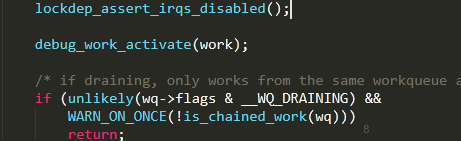 lockdep_assert_irqs_disabled();
debug_work_activate(work);
/* if draining, only works from the same workqueue a
if (unlikely(wq->flags & __WQ_DRAINING) &&
WARN_ON_ONCE(!is_chained_work(wq)))
return;
8